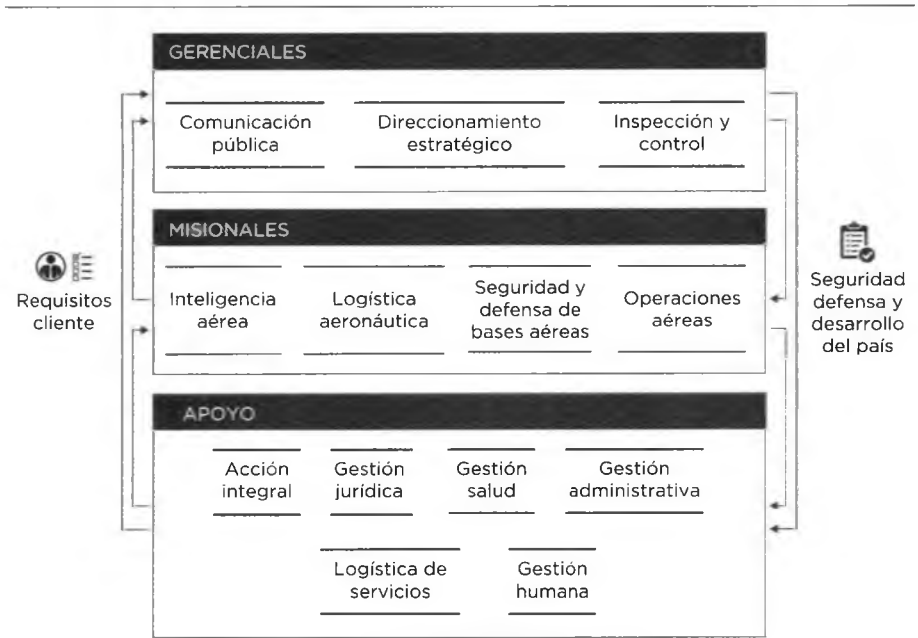 GERENCIALES
Comunicación
pública
Direccionamiento
estratégico
Inspección y
control
MISIONALES
Inteligencia
aérea
Logística
aeronáutica
Seguridad y
defensa de
bases aéreas
Operaciones
aéreas
Requisitos
cliente
Seguridad
defensa y
desarrollo
del país
APOYO
Acción
integral
Gestión
jurídica
Gestión
salud
Gestión
administrativa
Logística de
servicios
Gestión
humana